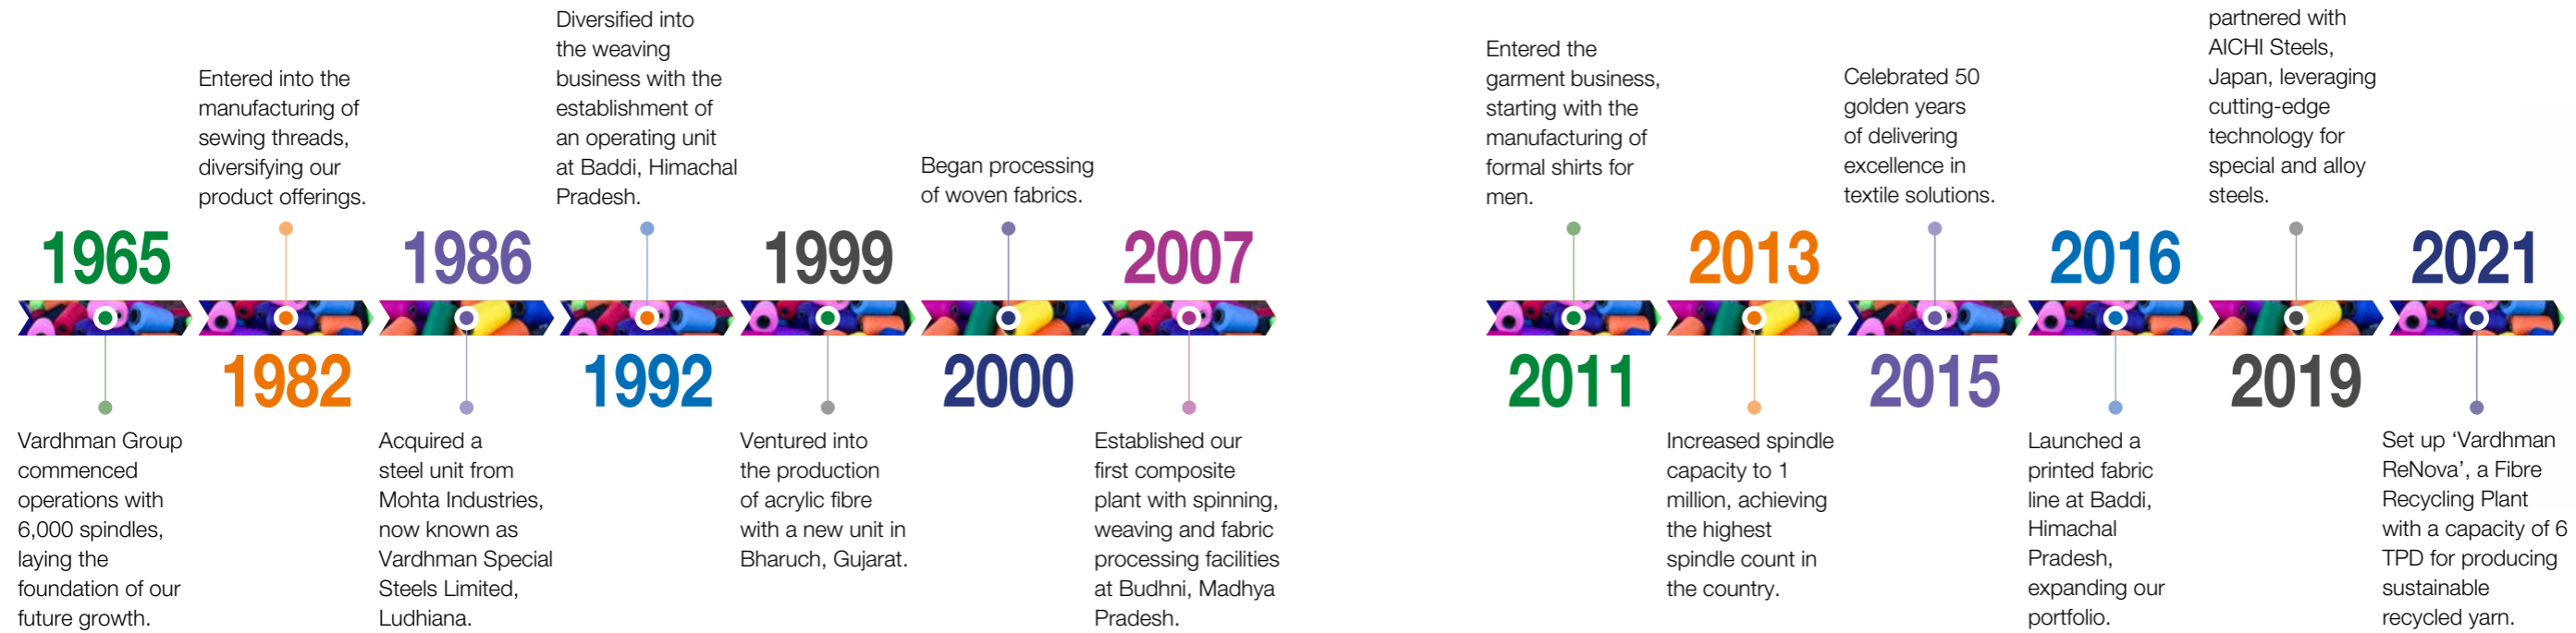 1965
Vardhman Group
commenced
operations with
6,000 spindles,
laying the
foundation of our
future growth.
Entered into the
manufacturing of
sewing threads,
diversifying our
product offerings.
1982
1986
Acquired a
steel unit from
Mohta Industries,
now known as
Vardhman Special
Steels Limited,
Ludhiana.
Diversified into
the weaving
business with the
establishment of
an operating unit
at Baddi, Himachal
Pradesh.
1992
1999
Ventured into
the production
of acrylic fibre
with a new unit in
Bharuch, Gujarat.
Began processing
of woven fabrics.
2000
2007
Established our
first composite
plant with spinning,
weaving and fabric
processing facilities
at Budhni, Madhya
Pradesh.
Entered the
garment business,
starting with the
manufacturing of
formal shirts for
men.
2011
2013
Increased spindle
capacity to 1
million, achieving
the highest
spindle count in
the country.
Celebrated 50
golden years
of delivering
excellence in
textile solutions.
2015
2016
Launched a
printed fabric
line at Baddi,
Himachal
Pradesh,
expanding our
portfolio.
partnered with
AICHI Steels,
Japan, leveraging
cutting-edge
technology for
special and alloy
steels.
2019
2021
Set up ‘Vardhman
ReNova’, a Fibre
Recycling Plant
with a capacity of 6
TPD for producing
sustainable
recycled yarn.